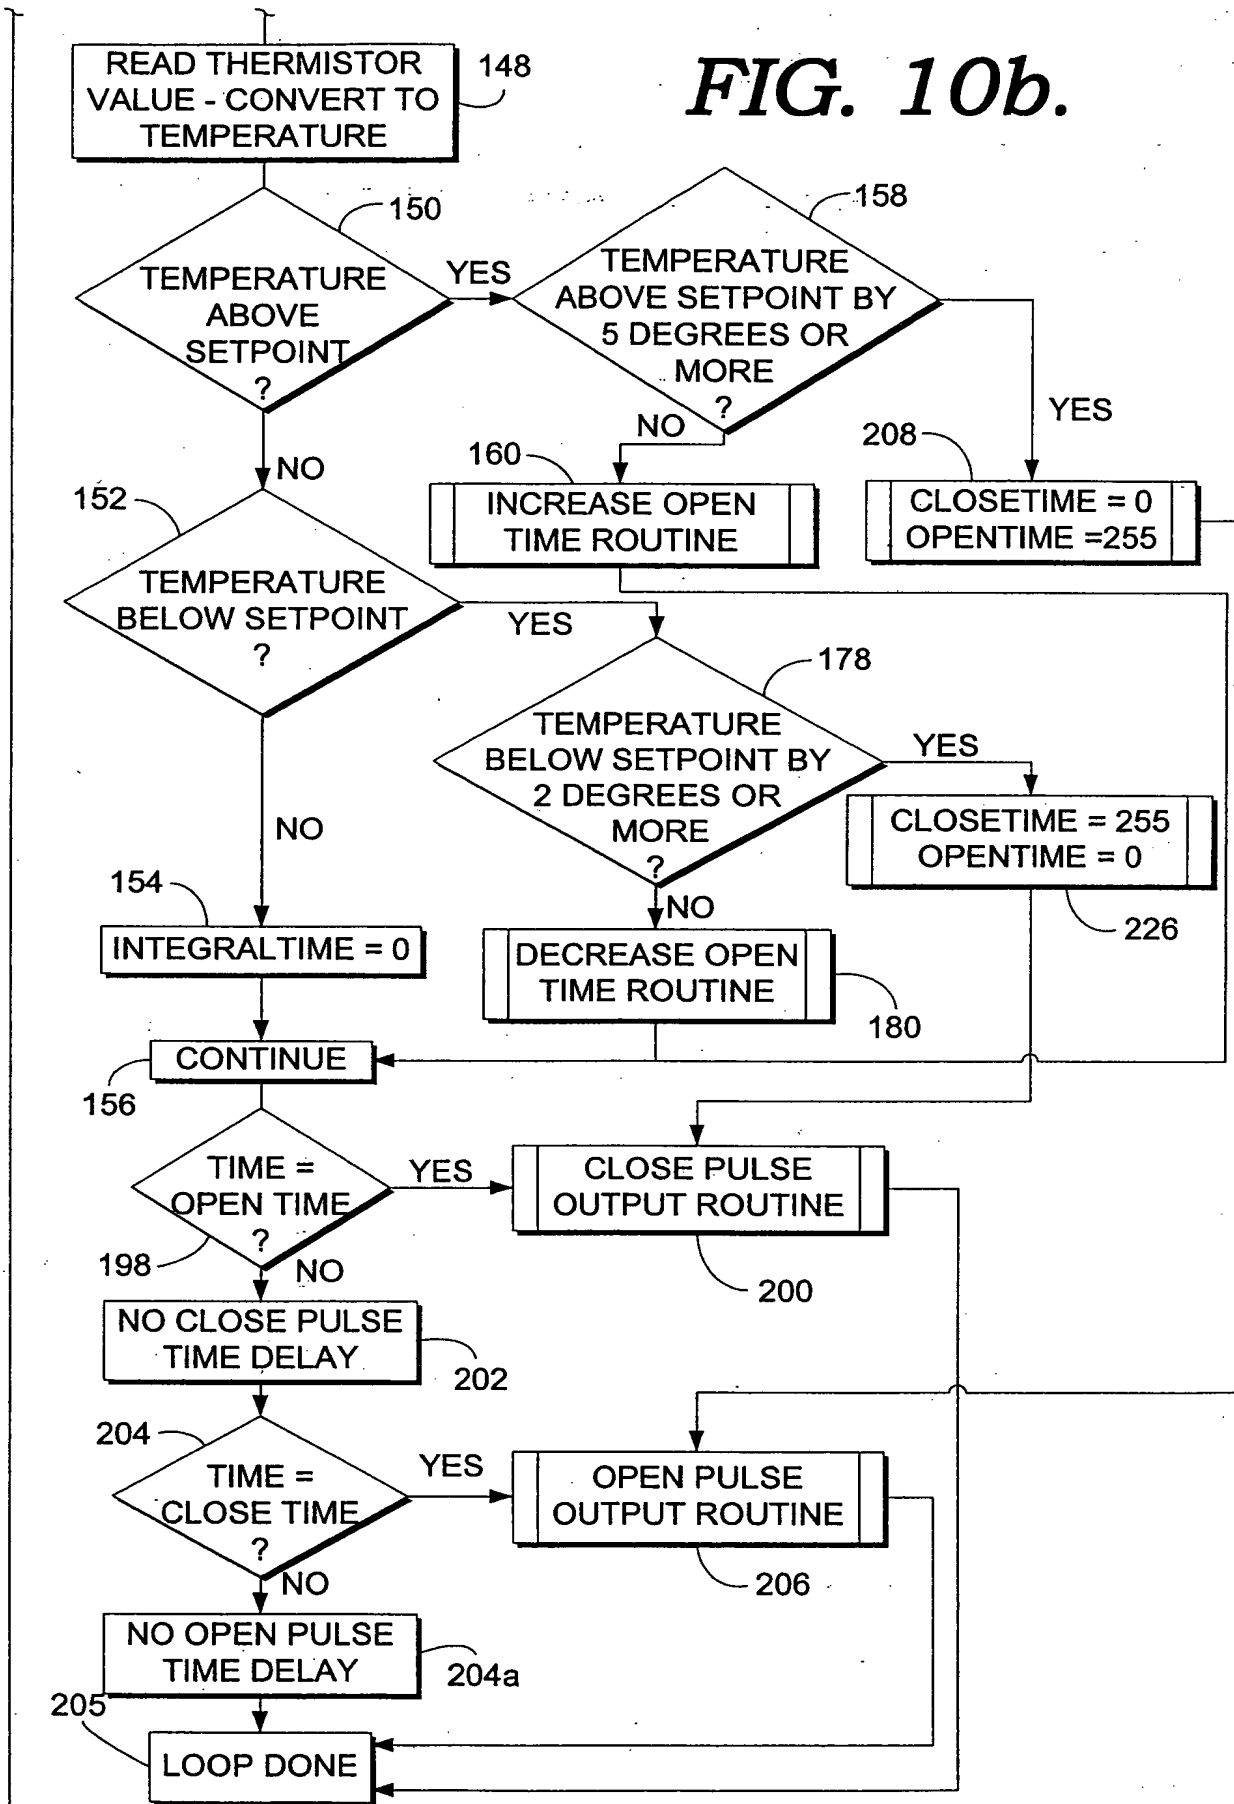 FIG. 10b.
READ THERMISTOR
VALUE - CONVERT TO
TEMPERATURE
148
150
TEMPERATURE
ABOVE
SETPOINT
?
YES
NO
158
TEMPERATURE
ABOVE SETPOINT BY
5 DEGREES OR
MORE
?
YES
NO
160
INCREASE OPEN
TIME ROUTINE
208
CLOSETIME = 0
OPENTIME =255
152
TEMPERATURE
BELOW SETPOINT
?
YES
NO
178
TEMPERATURE
BELOW SETPOINT BY
2 DEGREES OR
MORE
?
YES
NO
CLOSETIME = 255
OPENTIME = 0
226
154
INTEGRALTIME = 0
DECREASE OPEN
TIME ROUTINE
180
CONTINUE
156
TIME =
OPEN TIME
?
198
YES
NO
CLOSE PULSE
OUTPUT ROUTINE
200
NO CLOSE PULSE
TIME DELAY
202
204
TIME =
CLOSE TIME
?
YES
NO
OPEN PULSE
OUTPUT ROUTINE
206
NO OPEN PULSE
TIME DELAY
204a
205
LOOP DONE